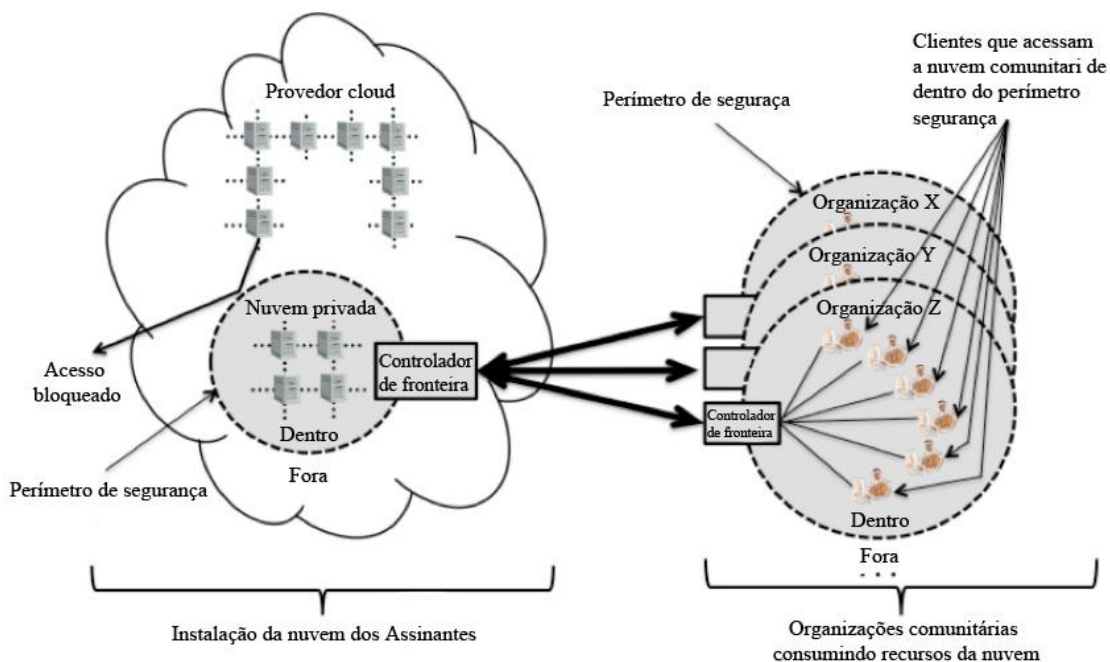 Provedor cloud
Nuvem privada
Controlador
de fronteira
Dentro
Fora
Acesso
bloqueado
Perímetro de segurança
Instalação da nuvem dos Assinantes
Clientes que acessam
a nuvem comunitari de
dentro do perímetro
segurança
Perímetro de seguraça
Organização X
Organização Y
Organização Z
Controlador
de fronteira
Dentro
Fora
Organizações comunitárias
consumindo recursos da nuvem